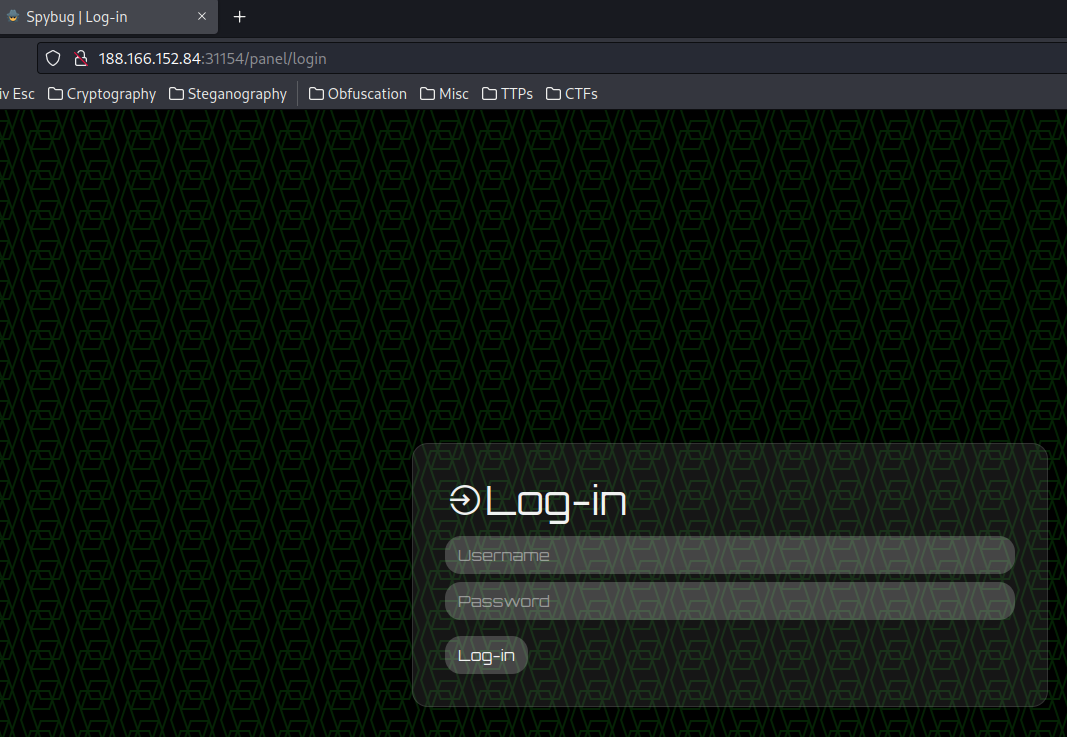 Spybug | Log-in
188.166.152.84:31154/panel/login
iv Esc Cryptography Steganography Obfuscation Misc TTPs CTFs
Log-in
Username
Password
Log-in